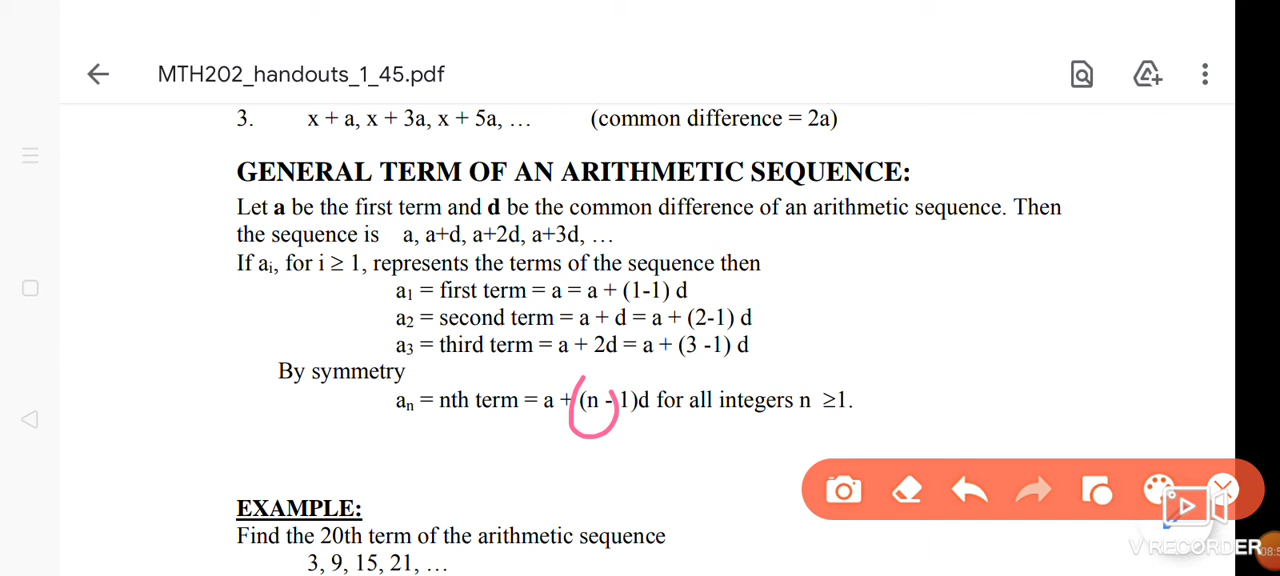 MTH202_handouts_1_45.pdf
3. x + a, x + 3a, x + 5a, … (common difference = 2a)
GENERAL TERM OF AN ARITHMETIC SEQUENCE:
Let a be the first term and d be the common difference of an arithmetic sequence. Then
the sequence is a, a+d, a+2d, a+3d, …
If aᵢ, for i ≥ 1, represents the terms of the sequence then
a₁ = first term = a = a + (1-1) d
a₂ = second term = a + d = a + (2-1) d
a₃ = third term = a + 2d = a + (3 -1) d
By symmetry
aₙ = nth term = a + (n - 1)d for all integers n ≥1.
EXAMPLE:
Find the 20th term of the arithmetic sequence
3, 9, 15, 21, …
V RECORDER